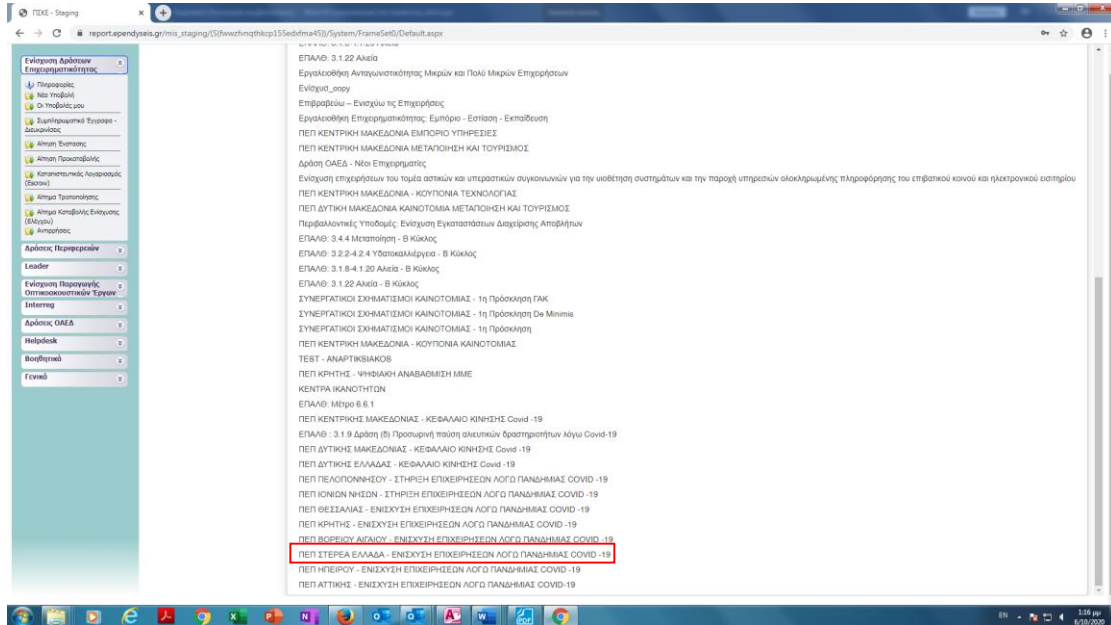 ΠΣΚΕ - Staging
report.ependyseis.gr/mis_staging/(S(fwwzfvnqthkcp155edxfma45))/System/FrameSet0/Default.aspx
Ενίσχυση Δράσεων
Επιχειρηματικότητας
Πληροφορίες
Νέα Υποβολή
Οι Υποβολές μου
Συμπληρωματικά Έγγραφα -
Διευκρινίσεις
Αίτηση Ένστασης
Αίτηση Προκαταβολής
Καταπιστευτικός Λογαριασμός
(Escrow)
Αίτημα Τροποποίησης
Αίτημα Καταβολής Ενίσχυσης
(Ελέγχου)
Αντιρρήσεις
Δράσεις Περιφερειών
Leader
Ενίσχυση Παραγωγής
Οπτικοακουστικών Έργων
Interreg
Δράσεις ΟΑΕΔ
Helpdesk
Βοηθητικά
Γενικά
ΕΠΑΛΘ: 3.1.22 Αλιεία
Εργαλειοθήκη Ανταγωνιστικότητας Μικρών και Πολύ Μικρών Επιχειρήσεων
Ενίσχυσ_copy
Επιβραβεύω – Ενισχύω τις Επιχειρήσεις
Εργαλειοθήκη Επιχειρηματικότητας: Εμπόριο - Εστίαση - Εκπαίδευση
ΠΕΠ ΚΕΝΤΡΙΚΗ ΜΑΚΕΔΟΝΙΑ ΕΜΠΟΡΙΟ ΥΠΗΡΕΣΙΕΣ
ΠΕΠ ΚΕΝΤΡΙΚΗ ΜΑΚΕΔΟΝΙΑ ΜΕΤΑΠΟΙΗΣΗ ΚΑΙ ΤΟΥΡΙΣΜΟΣ
Δράση ΟΑΕΔ - Νέοι Επιχειρηματίες
Ενίσχυση επιχειρήσεων του τομέα αστικών και υπεραστικών συγκοινωνιών για την υιοθέτηση συστημάτων και την παροχή υπηρεσιών ολοκληρωμένης πληροφόρησης του επιβατικού κοινού και ηλεκτρονικού εισιτηρίου
ΠΕΠ ΚΕΝΤΡΙΚΗ ΜΑΚΕΔΟΝΙΑ - ΚΟΥΠΟΝΙΑ ΤΕΧΝΟΛΟΓΙΑΣ
ΠΕΠ ΔΥΤΙΚΗ ΜΑΚΕΔΟΝΙΑ ΚΑΙΝΟΤΟΜΙΑ ΜΕΤΑΠΟΙΗΣΗ ΚΑΙ ΤΟΥΡΙΣΜΟΣ
Περιβαλλοντικές Υποδομές: Ενίσχυση Εγκαταστάσεων Διαχείρισης Αποβλήτων
ΕΠΑΛΘ: 3.4.4 Μεταποίηση - Β Κύκλος
ΕΠΑΛΘ: 3.2.2-4.2.4 Υδατοκαλλιέργεια - Β Κύκλος
ΕΠΑΛΘ: 3.1.8-4.1.20 Αλιεία - Β Κύκλος
ΕΠΑΛΘ: 3.1.22 Αλιεία - Β Κύκλος
ΣΥΝΕΡΓΑΤΙΚΟΙ ΣΧΗΜΑΤΙΣΜΟΙ ΚΑΙΝΟΤΟΜΙΑΣ - 1η Πρόσκληση ΓΑΚ
ΣΥΝΕΡΓΑΤΙΚΟΙ ΣΧΗΜΑΤΙΣΜΟΙ ΚΑΙΝΟΤΟΜΙΑΣ - 1η Πρόσκληση De Minimis
ΣΥΝΕΡΓΑΤΙΚΟΙ ΣΧΗΜΑΤΙΣΜΟΙ ΚΑΙΝΟΤΟΜΙΑΣ - 1η Πρόσκληση
ΠΕΠ ΚΕΝΤΡΙΚΗ ΜΑΚΕΔΟΝΙΑ - ΚΟΥΠΟΝΙΑ ΚΑΙΝΟΤΟΜΙΑΣ
TEST - ANAPTIKSIAKOS
ΠΕΠ ΚΡΗΤΗΣ - ΨΗΦΙΑΚΗ ΑΝΑΒΑΘΜΙΣΗ ΜΜΕ
ΚΕΝΤΡΑ ΙΚΑΝΟΤΗΤΩΝ
ΕΠΑΛΘ: Μέτρο 6.6.1
ΠΕΠ ΚΕΝΤΡΙΚΗΣ ΜΑΚΕΔΟΝΙΑΣ - ΚΕΦΑΛΑΙΟ ΚΙΝΗΣΗΣ Covid -19
ΕΠΑΛΘ : 3.1.9 Δράση (δ) Προσωρινή παύση αλιευτικών δραστηριοτήτων λόγω Covid-19
ΠΕΠ ΔΥΤΙΚΗΣ ΜΑΚΕΔΟΝΙΑΣ - ΚΕΦΑΛΑΙΟ ΚΙΝΗΣΗΣ Covid -19
ΠΕΠ ΔΥΤΙΚΗΣ ΕΛΛΑΔΑΣ - ΚΕΦΑΛΑΙΟ ΚΙΝΗΣΗΣ Covid -19
ΠΕΠ ΠΕΛΟΠΟΝΝΗΣΟΥ - ΣΤΗΡΙΞΗ ΕΠΙΧΕΙΡΗΣΕΩΝ ΛΟΓΩ ΠΑΝΔΗΜΙΑΣ COVID -19
ΠΕΠ ΙΟΝΙΩΝ ΝΗΣΩΝ - ΣΤΗΡΙΞΗ ΕΠΙΧΕΙΡΗΣΕΩΝ ΛΟΓΩ ΠΑΝΔΗΜΙΑΣ COVID -19
ΠΕΠ ΘΕΣΣΑΛΙΑΣ - ΕΝΙΣΧΥΣΗ ΕΠΙΧΕΙΡΗΣΕΩΝ ΛΟΓΩ ΠΑΝΔΗΜΙΑΣ COVID -19
ΠΕΠ ΚΡΗΤΗΣ - ΕΝΙΣΧΥΣΗ ΕΠΙΧΕΙΡΗΣΕΩΝ ΛΟΓΩ ΠΑΝΔΗΜΙΑΣ COVID -19
ΠΕΠ ΒΟΡΕΙΟΥ ΑΙΓΑΙΟΥ - ΕΝΙΣΧΥΣΗ ΕΠΙΧΕΙΡΗΣΕΩΝ ΛΟΓΩ ΠΑΝΔΗΜΙΑΣ COVID -19
ΠΕΠ ΣΤΕΡΕΑ ΕΛΛΑΔΑ - ΕΝΙΣΧΥΣΗ ΕΠΙΧΕΙΡΗΣΕΩΝ ΛΟΓΩ ΠΑΝΔΗΜΙΑΣ COVID -19
ΠΕΠ ΗΠΕΙΡΟΥ - ΕΝΙΣΧΥΣΗ ΕΠΙΧΕΙΡΗΣΕΩΝ ΛΟΓΩ ΠΑΝΔΗΜΙΑΣ COVID -19
ΠΕΠ ΑΤΤΙΚΗΣ - ΕΝΙΣΧΥΣΗ ΕΠΙΧΕΙΡΗΣΕΩΝ ΛΟΓΩ ΠΑΝΔΗΜΙΑΣ COVID-19
EN
1:16 μμ
6/10/2020